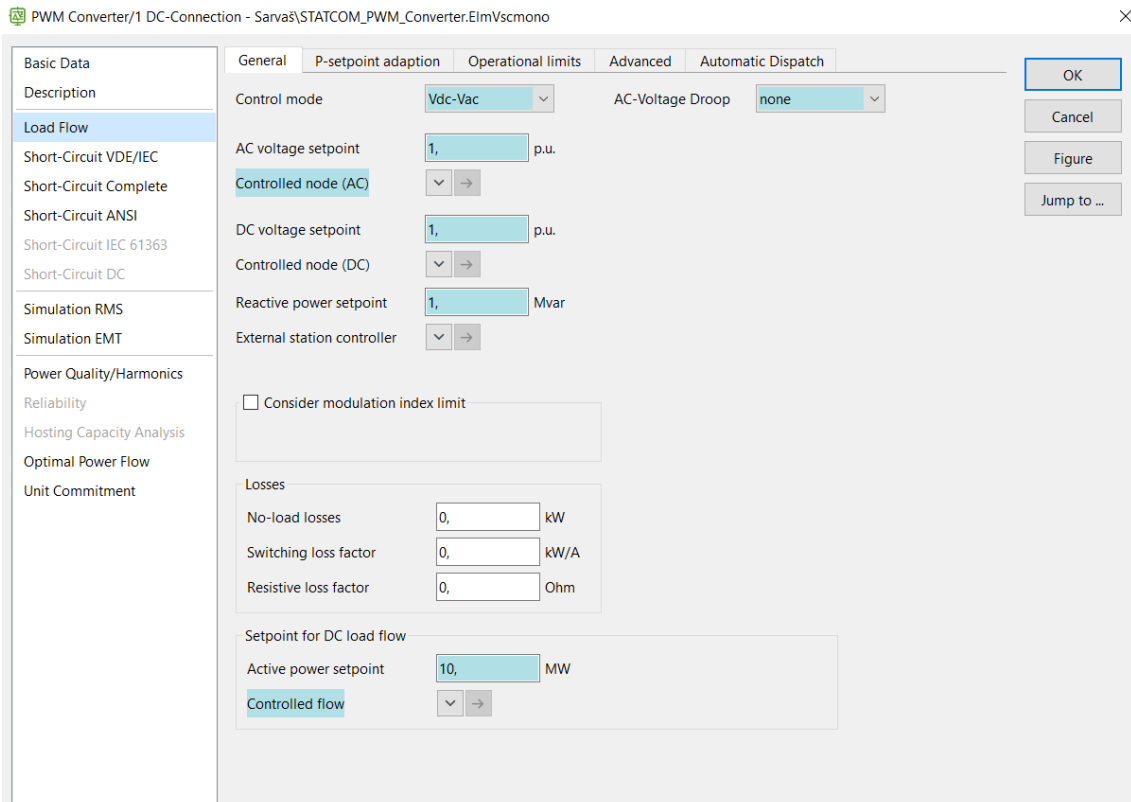 PWM Converter/1 DC-Connection - Sarvaš\STATCOM_PWM_Converter.ElmVscmono
Basic Data
Description
Load Flow
Short-Circuit VDE/IEC
Short-Circuit Complete
Short-Circuit ANSI
Short-Circuit IEC 61363
Short-Circuit DC
Simulation RMS
Simulation EMT
Power Quality/Harmonics
Reliability
Hosting Capacity Analysis
Optimal Power Flow
Unit Commitment
General P-setpoint adaption Operational limits Advanced Automatic Dispatch
Control mode Vdc-Vac AC-Voltage Droop none
AC voltage setpoint 1, p.u.
Controlled node (AC)
DC voltage setpoint 1, p.u.
Controlled node (DC)
Reactive power setpoint 1, Mvar
External station controller
Consider modulation index limit
Losses
No-load losses 0, kW
Switching loss factor 0, kW/A
Resistive loss factor 0, Ohm
Setpoint for DC load flow
Active power setpoint 10, MW
Controlled flow
OK
Cancel
Figure
Jump to ...